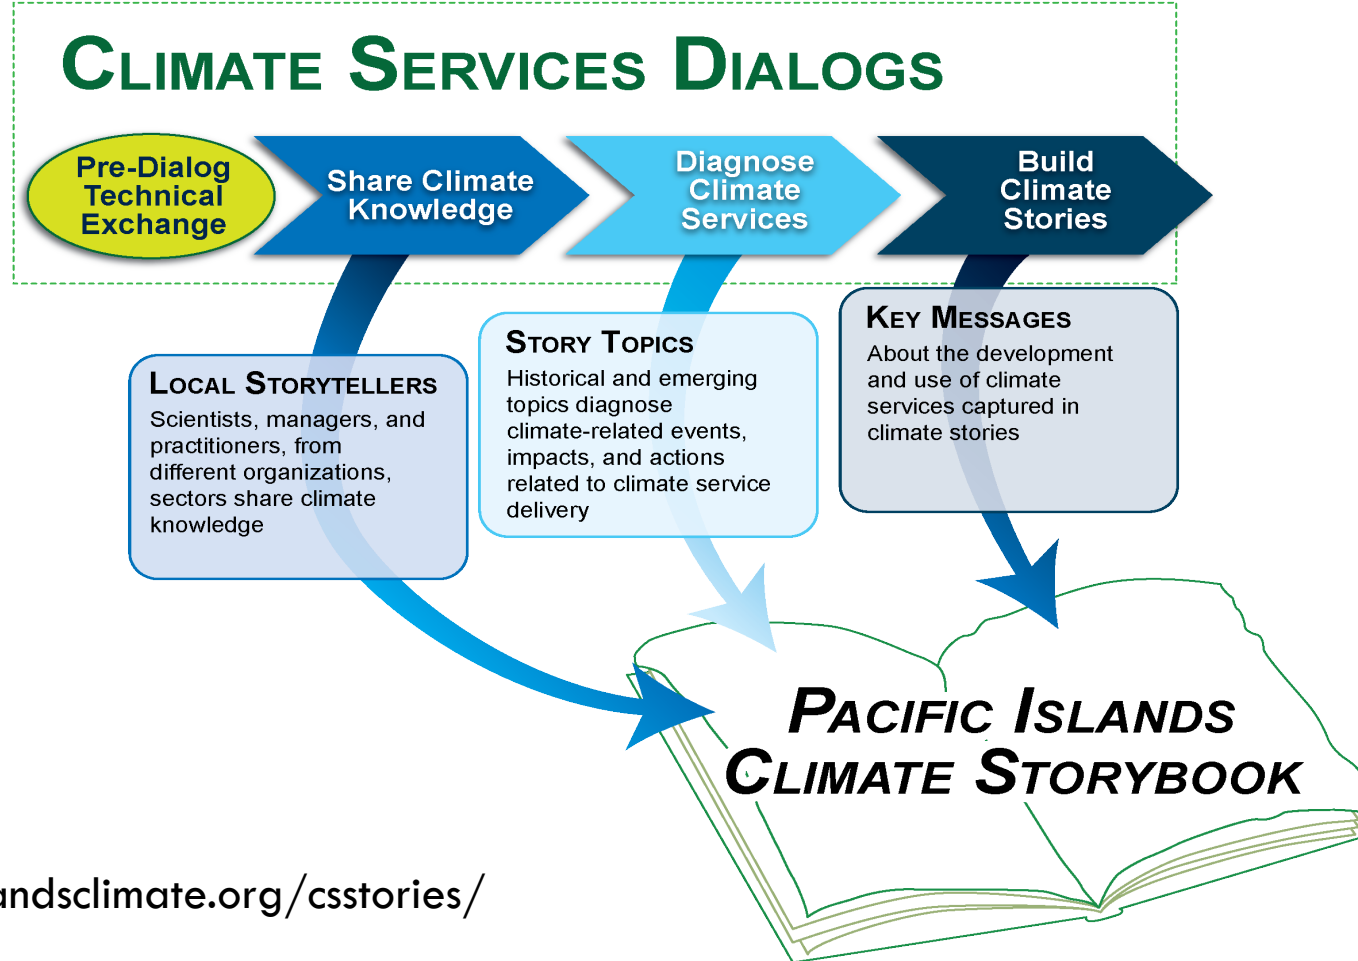 CLIMATE SERVICES DIALOGS
Pre-Dialog
Technical
Exchange
Share Climate
Knowledge
Diagnose
Climate
Services
Build
Climate
Stories
LOCAL STORYTELLERS
Scientists, managers, and
practitioners, from
different organizations,
sectors share climate
knowledge
STORY TOPICS
Historical and emerging
topics diagnose
climate-related events,
impacts, and actions
related to climate service
delivery
KEY MESSAGES
About the development
and use of climate
services captured in
climate stories
PACIFIC ISLANDS
CLIMATE STORYBOOK
andsclimate.org/csstories/